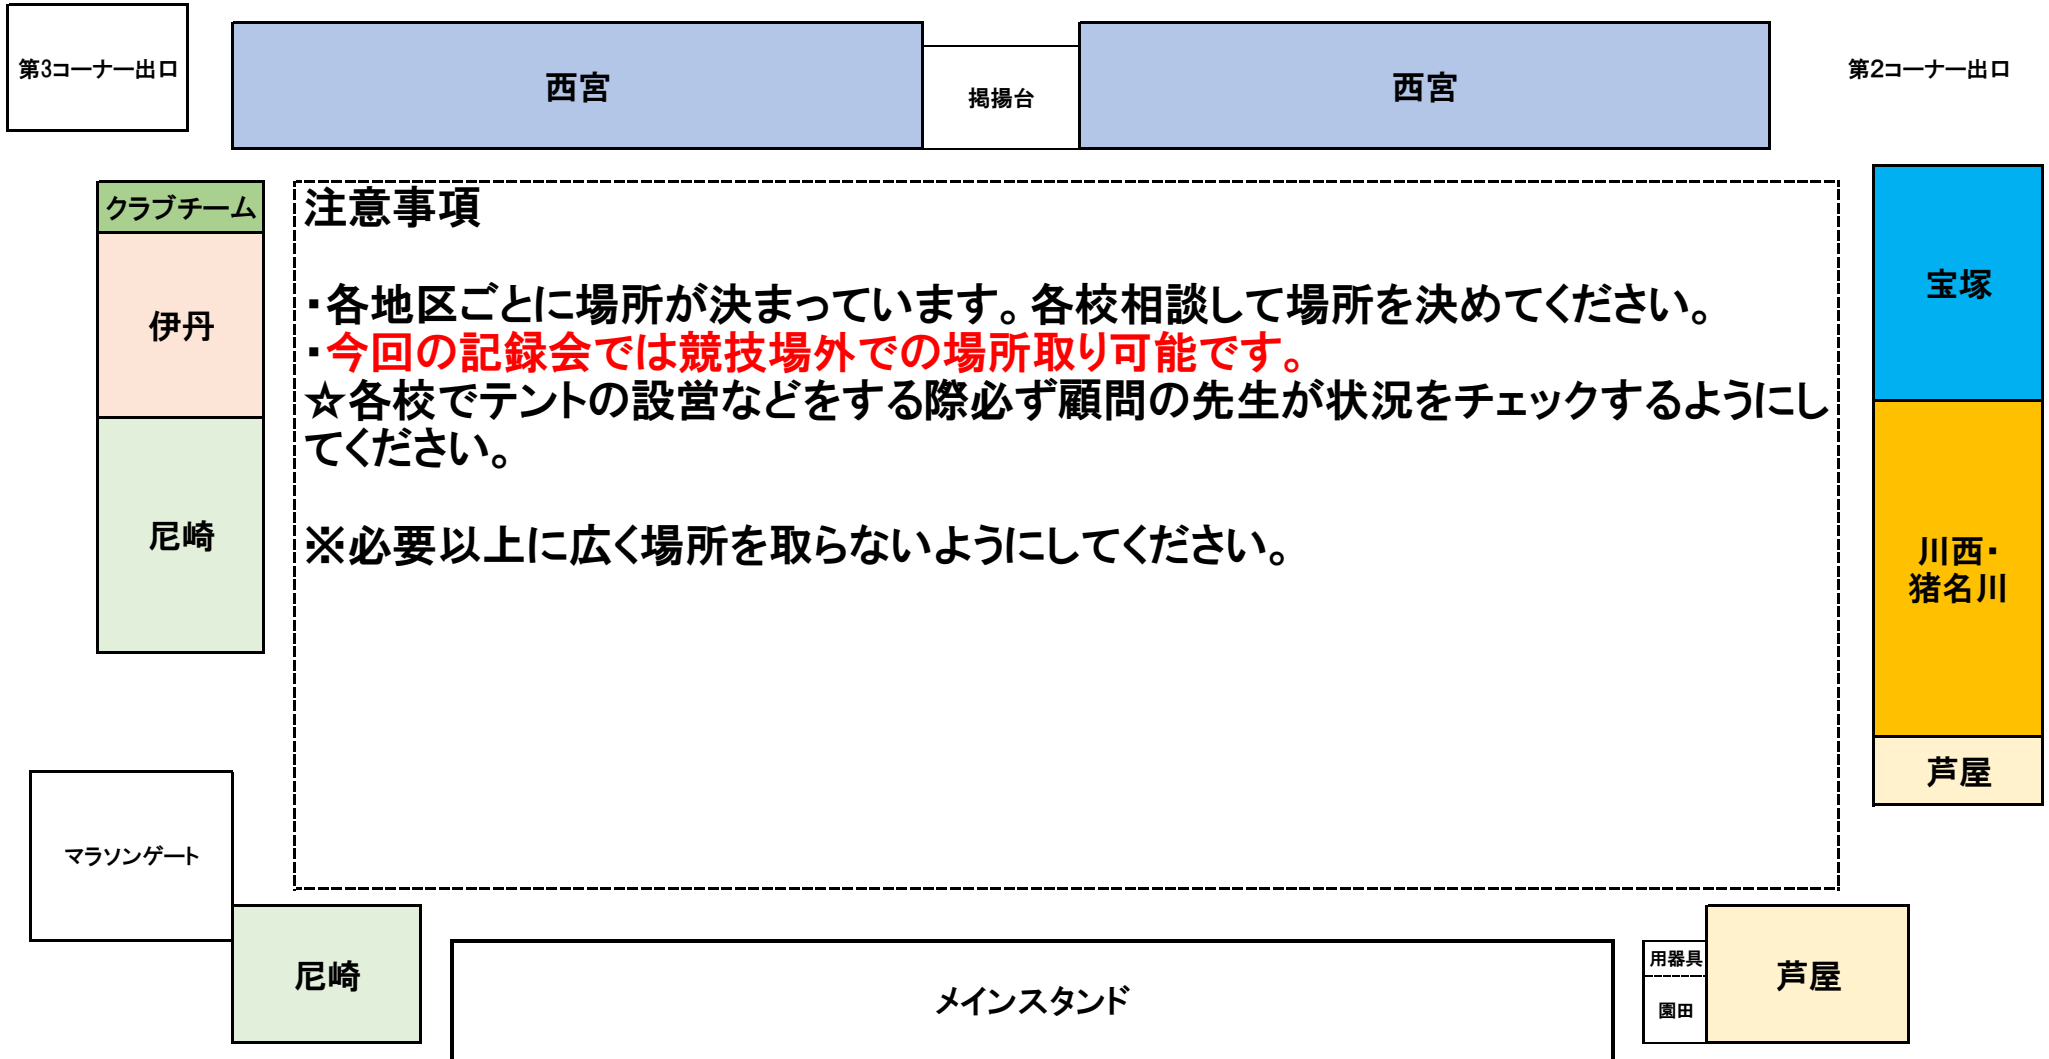 第3コーナー出口
西宮
掲揚台
西宮
第2コーナー出口
クラブチーム
伊丹
尼崎
注意事項
・各地区ごとに場所が決まっています。各校相談して場所を決めてください。
・今回の記録会では競技場外での場所取り可能です。
☆各校でテントの設営などをする際必ず顧問の先生が状況をチェックするようにし
てください。
※必要以上に広く場所を取らないようにしてください。
宝塚
川西・
猪名川
芦屋
マラソンゲート
尼崎
メインスタンド
用器具
園田
芦屋